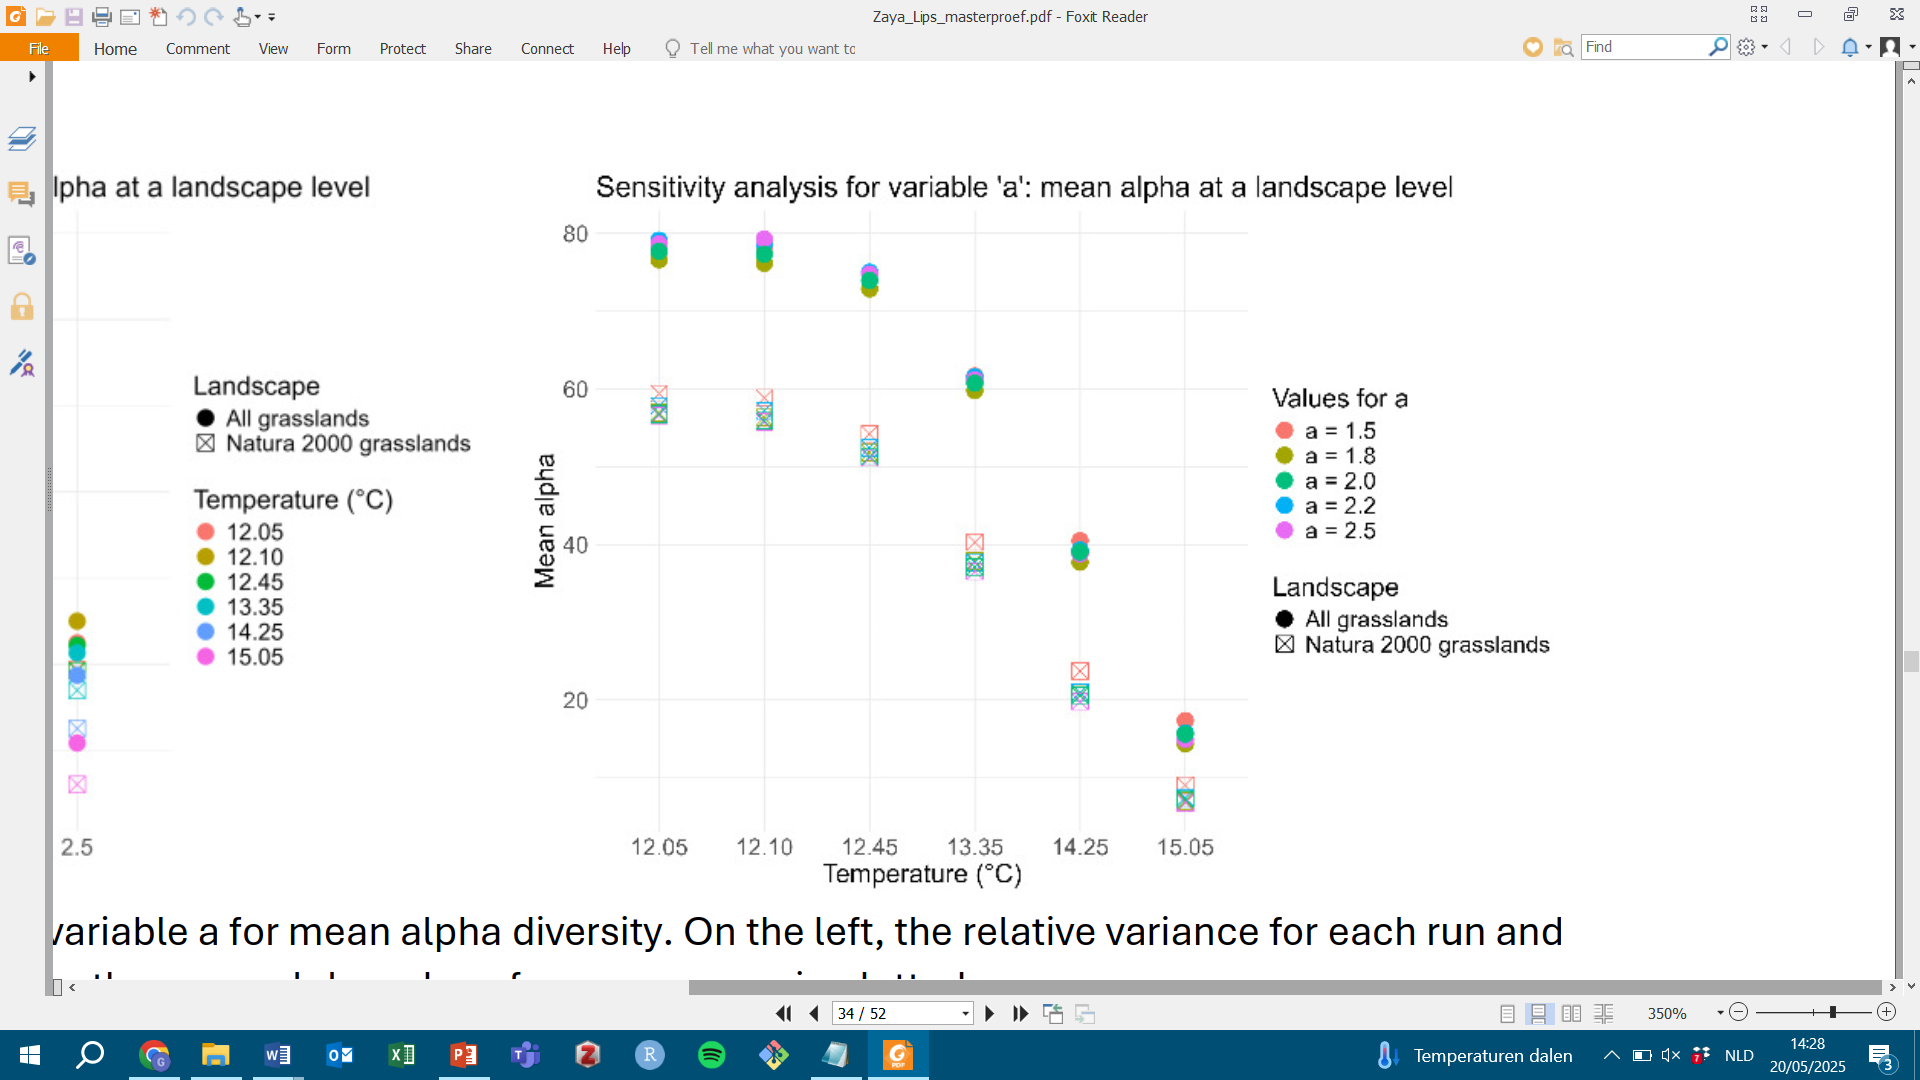 Zaya_Lips_masterproef.pdf - Foxit Reader
File Home Comment View Form Protect Share Connect Help Tell me what you want to
Find
lpha at a landscape level
Landscape
All grasslands
Natura 2000 grasslands
Temperature (°C)
12.05
12.10
12.45
13.35
14.25
15.05
2.5
Sensitivity analysis for variable 'a': mean alpha at a landscape level
Mean alpha
80
60
40
20
12.05 12.10 12.45 13.35 14.25 15.05
Temperature (°C)
Values for a
a = 1.5
a = 1.8
a = 2.0
a = 2.2
a = 2.5
Landscape
All grasslands
Natura 2000 grasslands
variable a for mean alpha diversity. On the left, the relative variance for each run and
34 / 52
350%
Temperaturen dalen
NLD
14:28
20/05/2025
3